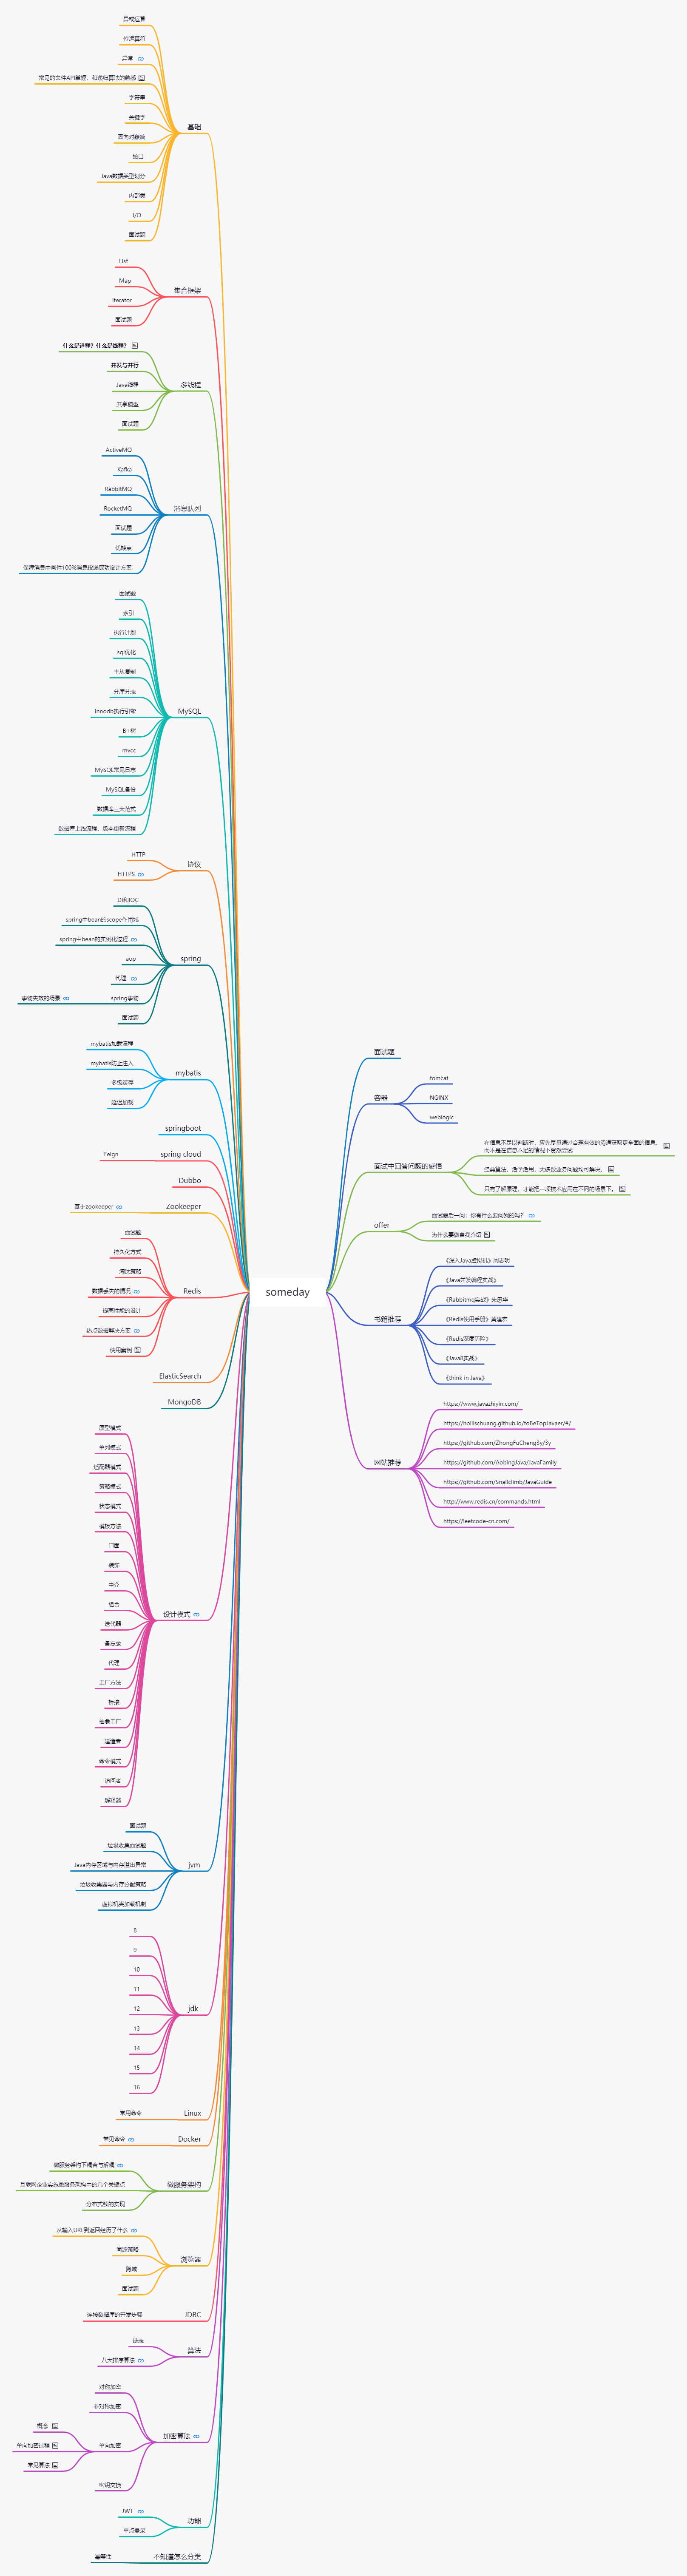 异或运算
位运算符
异常
常见的文件API掌握，和递归算法的熟悉
字符串
关键字
面向对象篇
接口
Java数据类型划分
内部类
I/O
面试题
基础
List
Map
Iterator
面试题
集合框架
什么是进程？什么是线程？
并发与并行
Java线程
共享模型
面试题
多线程
ActiveMQ
Kafka
RabbitMQ
RocketMQ
面试题
优缺点
保障消息中间件100%消息投递成功设计方案
消息队列
面试题
索引
执行计划
sql优化
主从复制
分库分表
innodb执行引擎
B+树
mvcc
MySQL常见日志
MySQL备份
数据库三大范式
数据库上线流程，版本更新流程
MySQL
HTTP
HTTPS
协议
DI和IOC
spring中bean的scope作用域
spring中bean的实例化过程
aop
代理
事物失效的场景
spring事物
面试题
spring
mybatis加载流程
mybatis防止注入
多级缓存
延迟加载
mybatis
springboot
Feign
spring cloud
Dubbo
基于zookeeper
Zookeeper
面试题
持久化方式
淘汰策略
数据丢失的情况
提高性能的设计
热点数据解决方案
使用案例
Redis
ElasticSearch
MongoDB
原型模式
单列模式
适配器模式
策略模式
状态模式
模版方法
门面
装饰
中介
组合
迭代器
备忘录
代理
工厂方法
桥接
抽象工厂
建造者
命令模式
访问者
解释器
设计模式
面试题
垃圾收集面试题
Java内存区域与内存溢出异常
垃圾收集器与内存分配策略
虚拟机类加载机制
jvm
8
9
10
11
12
13
14
15
16
jdk
常用命令
Linux
常见命令
Docker
微服务架构下耦合与解耦
互联网企业实施微服务架构中的几个关键点
分布式锁的实现
微服务架构
从输入URL到返回经历了什么
同源策略
跨域
面试题
浏览器
连接数据库的开发步骤
JDBC
链表
八大排序算法
算法
对称加密
非对称加密
概念
单向加密过程
常见算法
单向加密
密钥交换
加密算法
JWT
单点登录
功能
幂等性
不知道怎么分类
someday
面试题
容器
tomcat
NGINX
weblogic
面试中回答问题的感悟
在信息不足以判断时，应先尽量通过合理有效的沟通获取更全面的信息，
而不是在信息不足的情况下贸然尝试
经典算法，活学活用，大多数业务问题均可解决。
只有了解原理，才能把一项技术应用在不同的场景下。
offer
面试最后一问：你有什么要问我的吗？
为什么要做自我介绍
书籍推荐
《深入Java虚拟机》周志明
《Java并发编程实战》
《Rabbitmq实战》朱忠华
《Redis使用手册》黄建宏
《Redis深度历险》
《Java8实战》
《think in Java》
网站推荐
https://www.javazhiyin.com/
https://hollischuang.github.io/toBeTopJavaer/#/
https://github.com/ZhongFuCheng3y/3y
https://github.com/AobingJava/JavaFamily
https://github.com/Snailclimb/JavaGuide
http://www.redis.cn/commands.html
https://leetcode-cn.com/